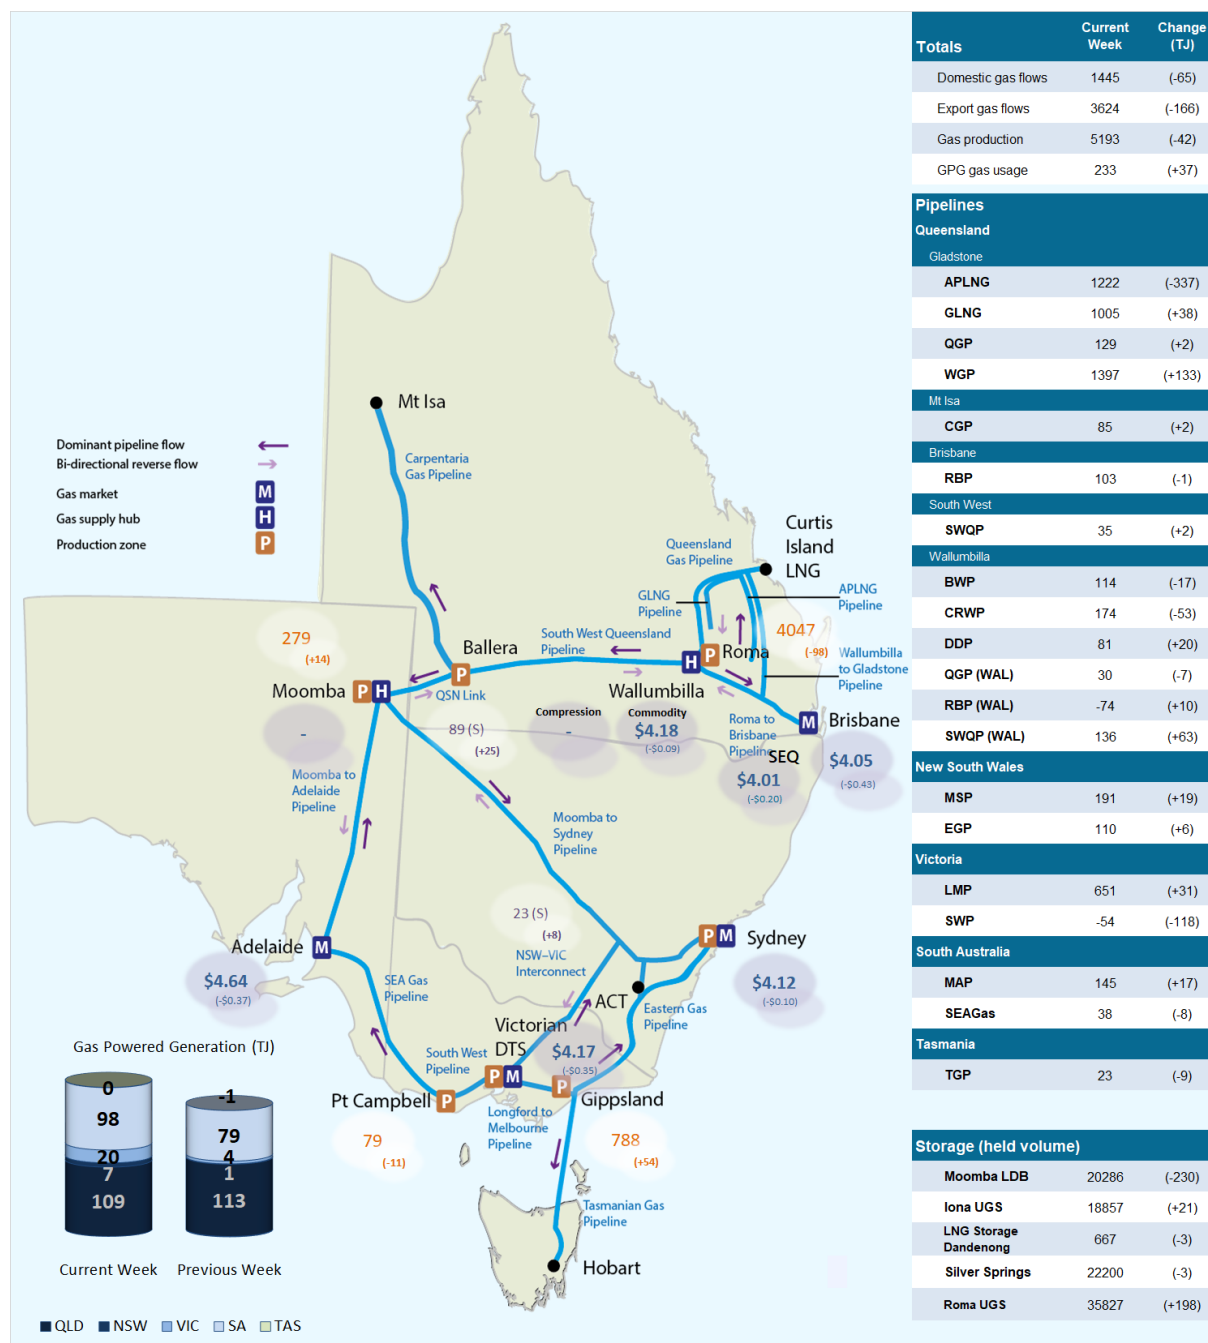 Mt Isa
Dominant pipeline flow
Bi-directional reverse flow
Gas market M
Gas supply hub H
Production zone P
Carpentaria
Gas Pipeline
Curtis
Island
LNG
Queensland
Gas Pipeline
GLNG
Pipeline
APLNG
Pipeline
4047
(-98)
279
(+14)
Ballera
P
South West Queensland
Pipeline
H P Roma
Wallumbilla
to Gladstone
Pipeline
Moomba P H
QSN Link
Wallumbilla
-
89 (S)
(+25)
Compression
-
Commodity
$4.18
(-$0.09)
Roma to
Brisbane
Pipeline
M Brisbane
SEQ
$4.01
(-$0.20)
$4.05
(-$0.43)
Moomba to
Adelaide
Pipeline
Moomba to
Sydney
Pipeline
23 (S)
(+8)
NSW–VIC
Interconnect
Adelaide M
$4.64
(-$0.37)
P M Sydney
$4.12
(-$0.10)
SEA Gas
Pipeline
ACT
Eastern Gas
Pipeline
Victorian
DTS
$4.17
(-$0.35)
South West
Pipeline
P M
P
Gippsland
Pt Campbell P
Longford to
Melbourne
Pipeline
79
(-11)
788
(+54)
Tasmanian Gas
Pipeline
Hobart
Gas Powered Generation (TJ)
0
98
20
7
109
-1
79
4
1
113
Current Week Previous Week
QLD NSW VIC SA TAS
Totals Current Week Change (TJ)
Domestic gas flows 1445 (-65)
Export gas flows 3624 (-166)
Gas production 5193 (-42)
GPG gas usage 233 (+37)
Pipelines
Queensland
Gladstone
APLNG 1222 (-337)
GLNG 1005 (+38)
QGP 129 (+2)
WGP 1397 (+133)
Mt Isa
CGP 85 (+2)
Brisbane
RBP 103 (-1)
South West
SWQP 35 (+2)
Wallumbilla
BWP 114 (-17)
CRWP 174 (-53)
DDP 81 (+20)
QGP (WAL) 30 (-7)
RBP (WAL) -74 (+10)
SWQP (WAL) 136 (+63)
New South Wales
MSP 191 (+19)
EGP 110 (+6)
Victoria
LMP 651 (+31)
SWP -54 (-118)
South Australia
MAP 145 (+17)
SEAGas 38 (-8)
Tasmania
TGP 23 (-9)
Storage (held volume)
Moomba LDB 20286 (-230)
Iona UGS 18857 (+21)
LNG Storage
Dandenong 667 (-3)
Silver Springs 22200 (-3)
Roma UGS 35827 (+198)